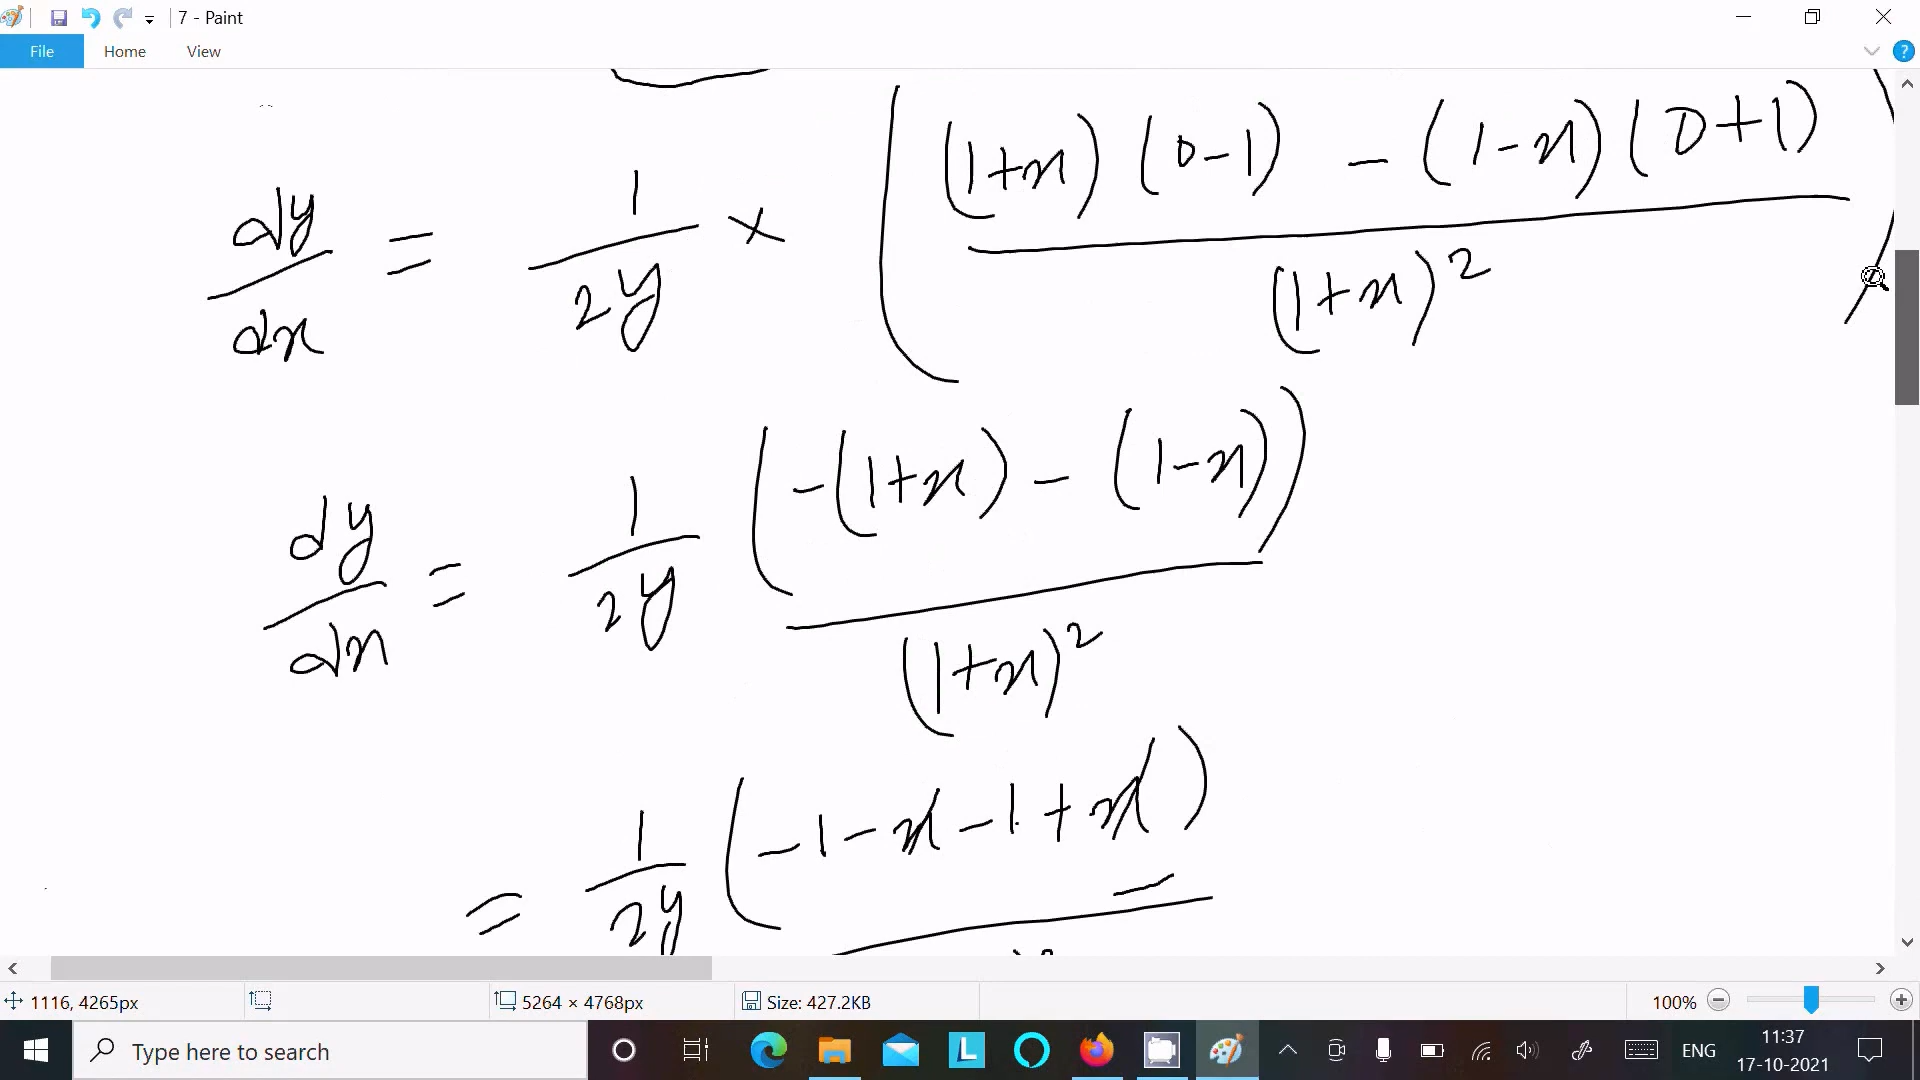 7 - Paint
File Home View
dy/dx = 1/2y × ( (1+x) (0-1) - (1-x) (0+1) / (1+x)^2 )
dy/dx = 1/2y ( -(1+x) - (1-x) ) / (1+x)^2
= 1/2y ( -1 - x - 1 + x )
1116, 4265px 5264 × 4768px Size: 427.2KB 100%
Type here to search L ENG 11:37
17-10-2021